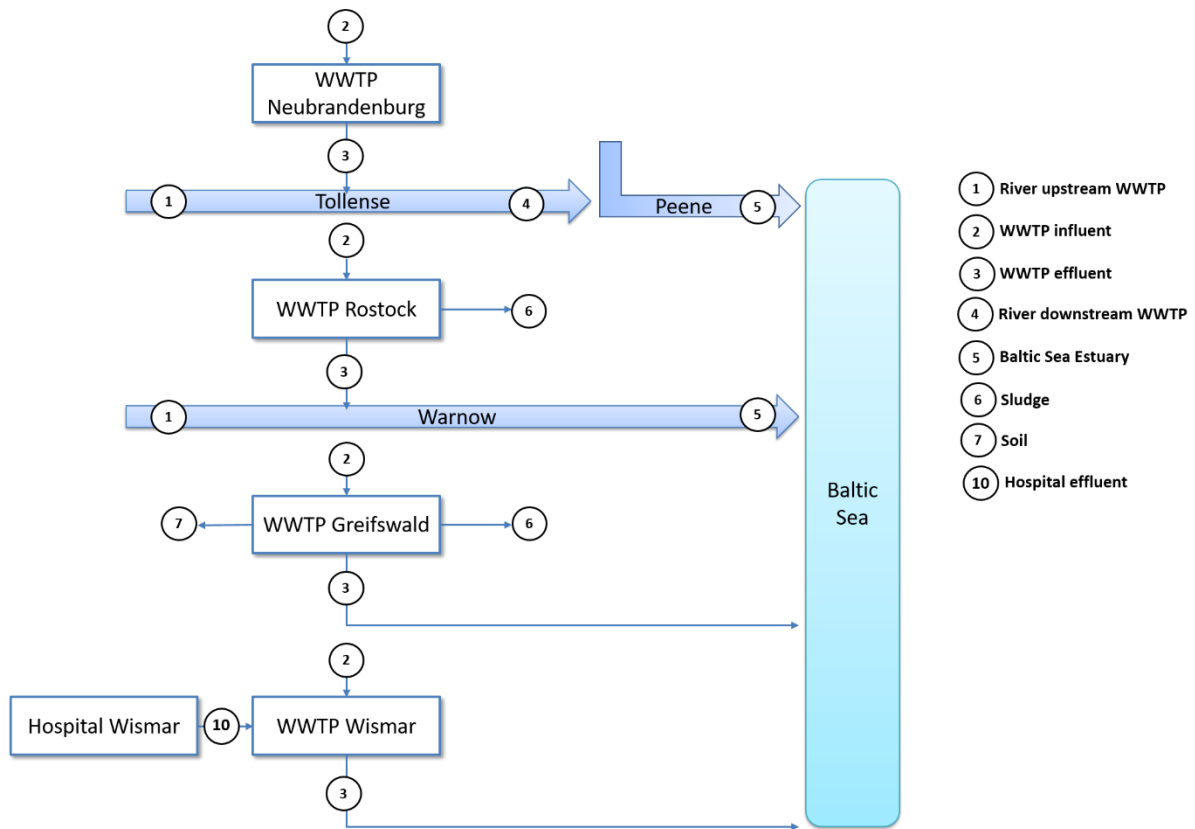 2
WWTP
Neubrandenburg
3
1
Tollense
4
Peene
5
2
WWTP Rostock
6
3
1
Warnow
5
2
7
WWTP Greifswald
6
3
2
Hospital Wismar
10
WWTP Wismar
3
Baltic
Sea
1 River upstream WWTP
2 WWTP influent
3 WWTP effluent
4 River downstream WWTP
5 Baltic Sea Estuary
6 Sludge
7 Soil
10 Hospital effluent